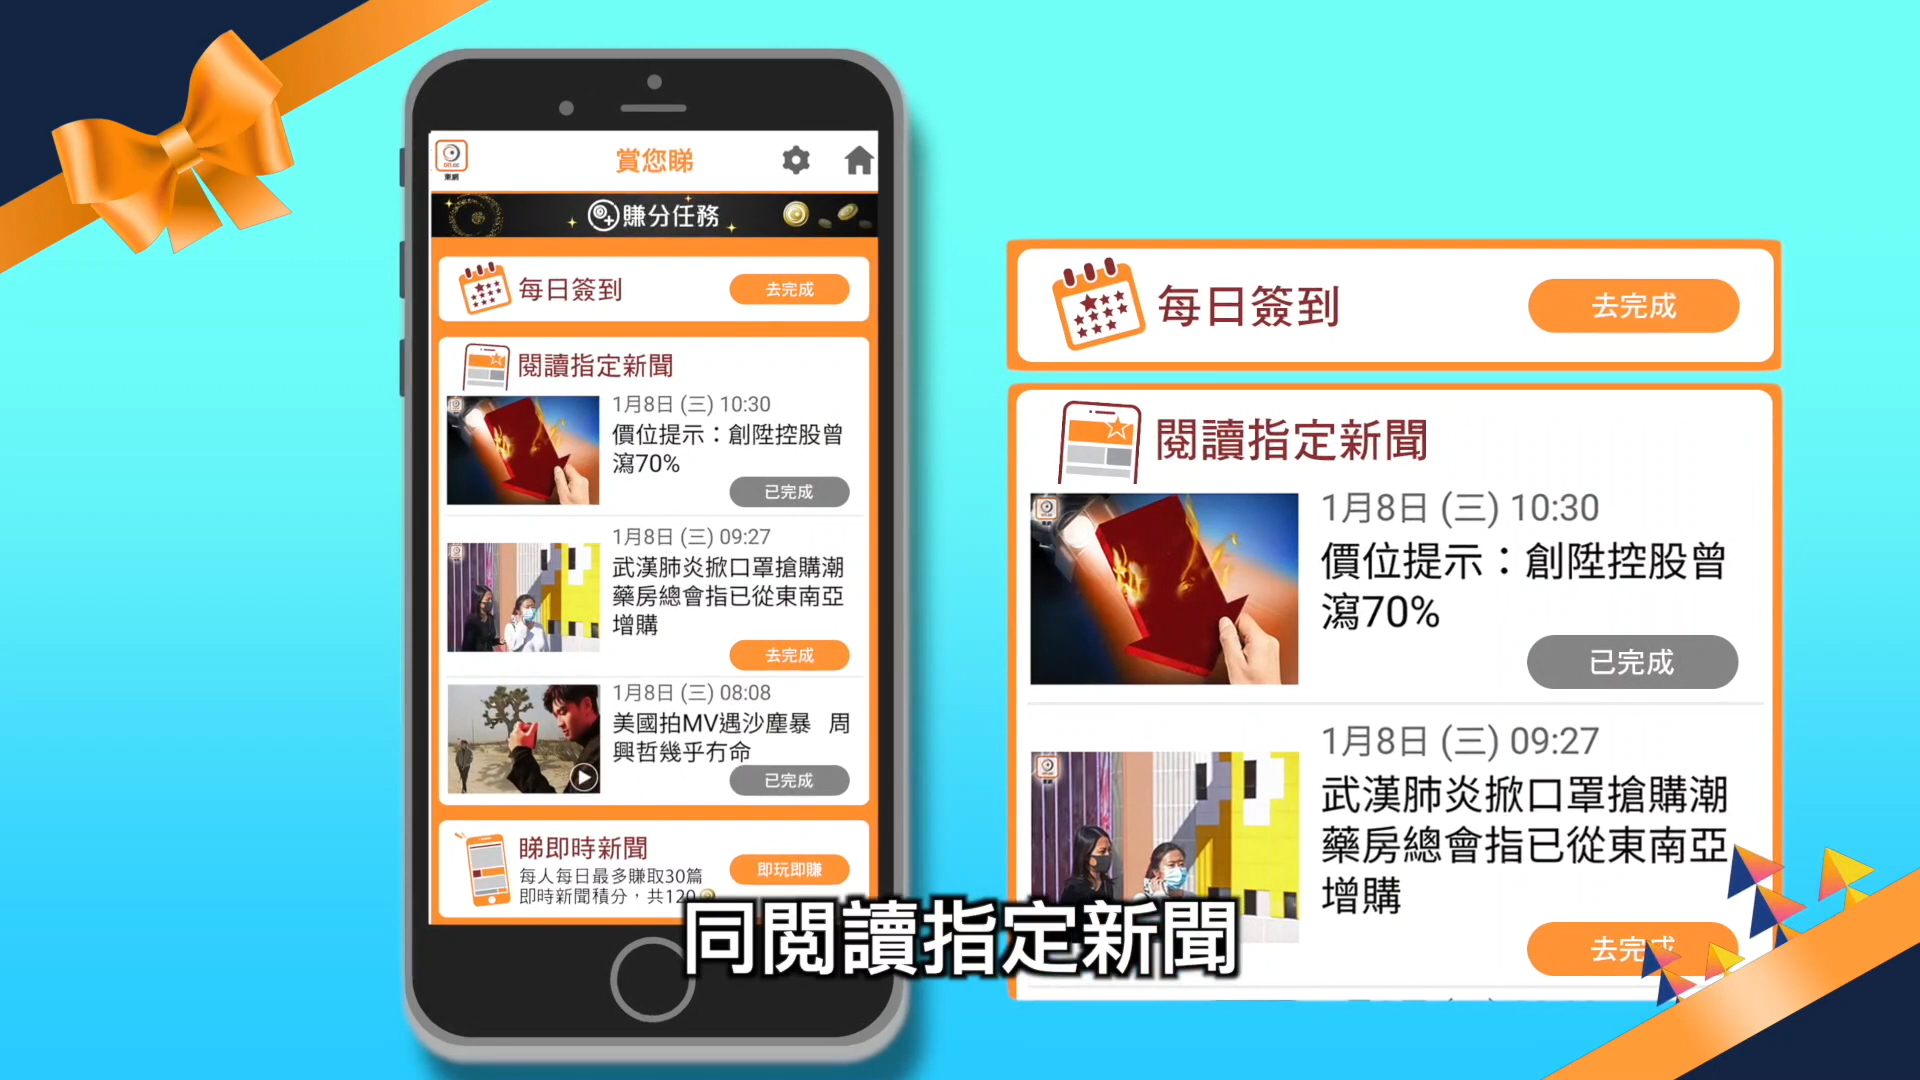 on.cc
東網
賞您睇
賺分任務
每日簽到
去完成
閱讀指定新聞
1月8日 (三) 10:30
價位提示：創陞控股曾
瀉70%
已完成
1月8日 (三) 09:27
武漢肺炎掀口罩搶購潮
藥房總會指已從東南亞
增購
去完成
1月8日 (三) 08:08
美國拍MV遇沙塵暴 周
興哲幾乎冇命
已完成
睇即時新聞
每人每日最多賺取30篇
即時新聞積分，共120
即玩即賺
每日簽到
去完成
閱讀指定新聞
1月8日 (三) 10:30
價位提示：創陞控股曾
瀉70%
已完成
1月8日 (三) 09:27
武漢肺炎掀口罩搶購潮
藥房總會指已從東南亞
增購
去完成
同閱讀指定新聞